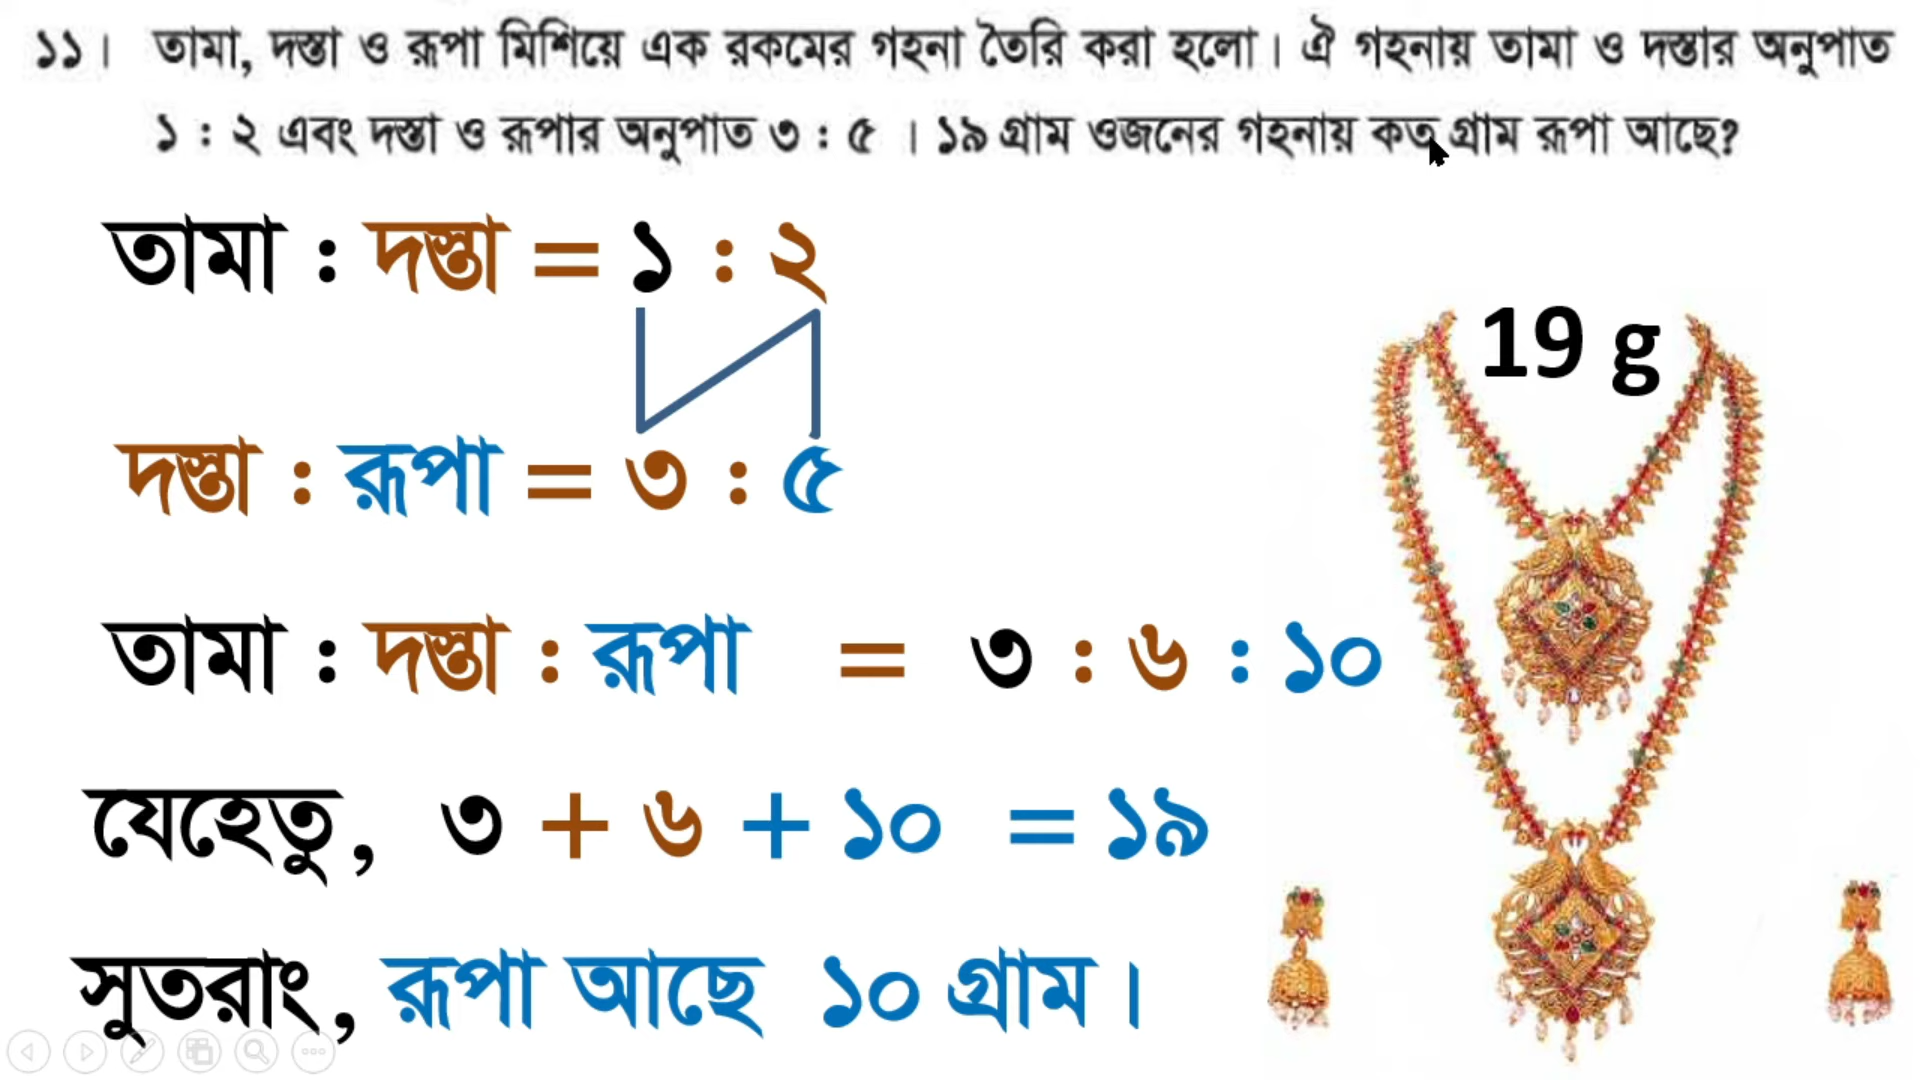 ১১। তামা, দস্তা ও রূপা মিশিয়ে এক রকমের গহনা তৈরি করা হলো। ঐ গহনায় তামা ও দস্তার অনুপাত
১ : ২ এবং দস্তা ও রূপার অনুপাত ৩ : ৫ । ১৯ গ্রাম ওজনের গহনায় কত গ্রাম রূপা আছে?
তামা : দস্তা = ১ : ২
19 g
দস্তা : রূপা = ৩ : ৫
তামা : দস্তা : রূপা = ৩ : ৬ : ১০
যেহেতু, ৩ + ৬ + ১০ = ১৯
সুতরাং, রূপা আছে ১০ গ্রাম।